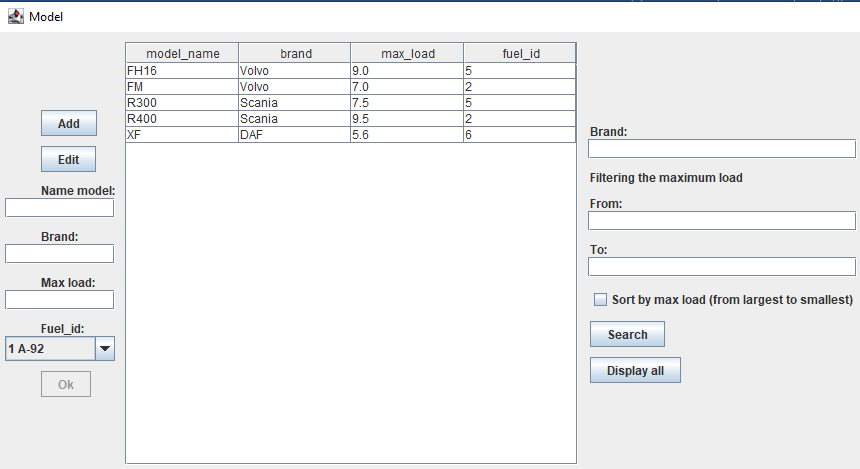 Model
model_name brand max_load fuel_id
FH16 Volvo 9.0 5
FM Volvo 7.0 2
R300 Scania 7.5 5
R400 Scania 9.5 2
XF DAF 5.6 6
Add
Edit
Name model:
Brand:
Max load:
Fuel_id:
1 A-92
Ok
Brand:
Filtering the maximum load
From:
To:
Sort by max load (from largest to smallest)
Search
Display all